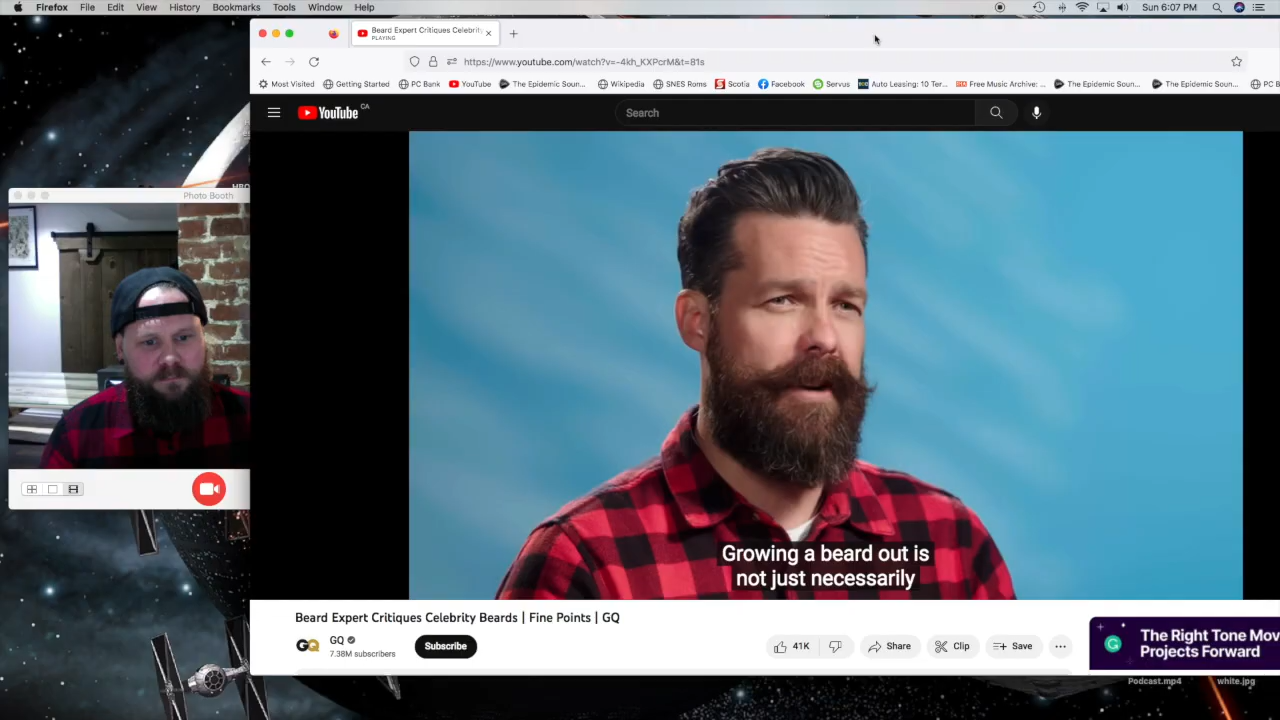 Firefox File Edit View History Bookmarks Tools Window Help
Sun 6:07 PM
Beard Expert Critiques Celebrity
PLAYING
https://www.youtube.com/watch?v=-4kh_KXPcrM&t=81s
Most Visited Getting Started PC Bank YouTube The Epidemic Soun... Wikipedia SNES Roms Scotia Facebook Servus Auto Leasing: 10 Ter... Free Music Archive: ... The Epidemic Soun... The Epidemic Soun... PC B
YouTube CA
Search
HBO
Photo Booth
Growing a beard out is
not just necessarily
Beard Expert Critiques Celebrity Beards | Fine Points | GQ
GQ GQ
7.38M subscribers
Subscribe
41K
Share
Clip
Save
The Right Tone Mov
Projects Forward
Podcast.mp4
white.jpg